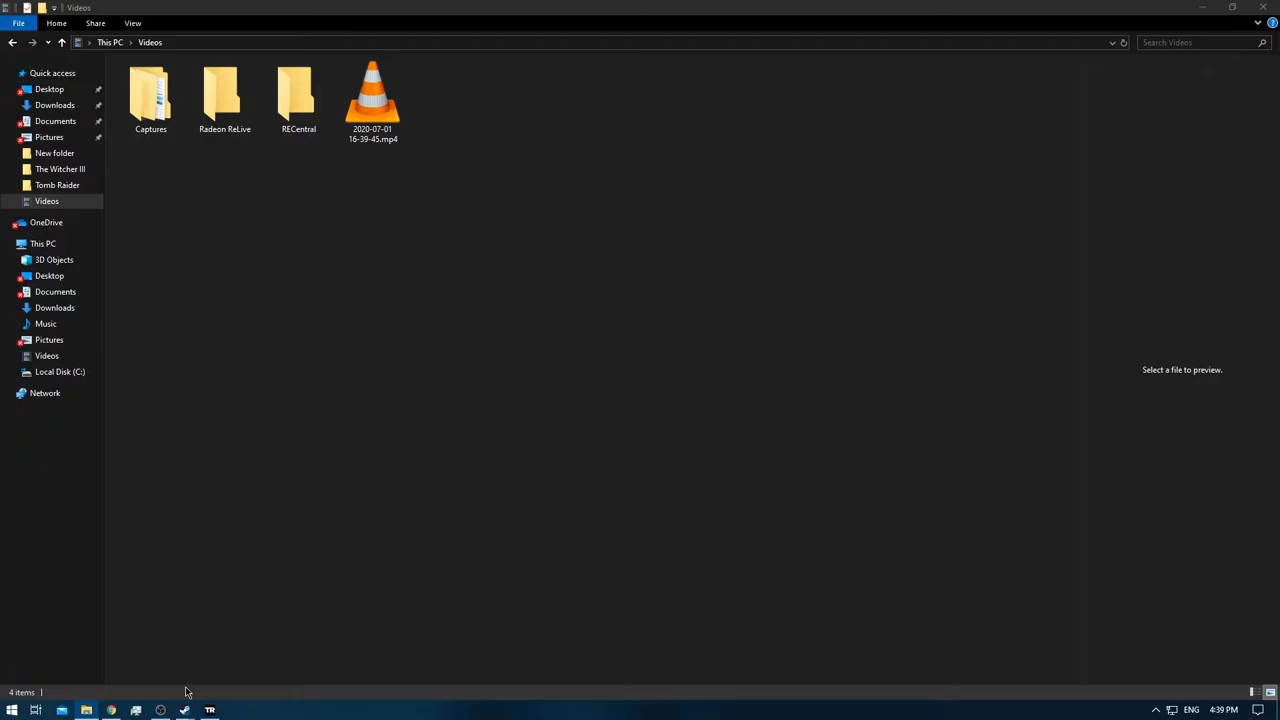 Videos
File
Home
Share
View
This PC
Videos
Search Videos
Quick access
Desktop
Downloads
Documents
Pictures
New folder
The Witcher III
Tomb Raider
Videos
OneDrive
This PC
3D Objects
Desktop
Documents
Downloads
Music
Pictures
Videos
Local Disk (C:)
Network
Captures
Radeon ReLive
RECentral
2020-07-01
16-39-45.mp4
Select a file to preview.
4 items
TR
ENG
4:39 PM